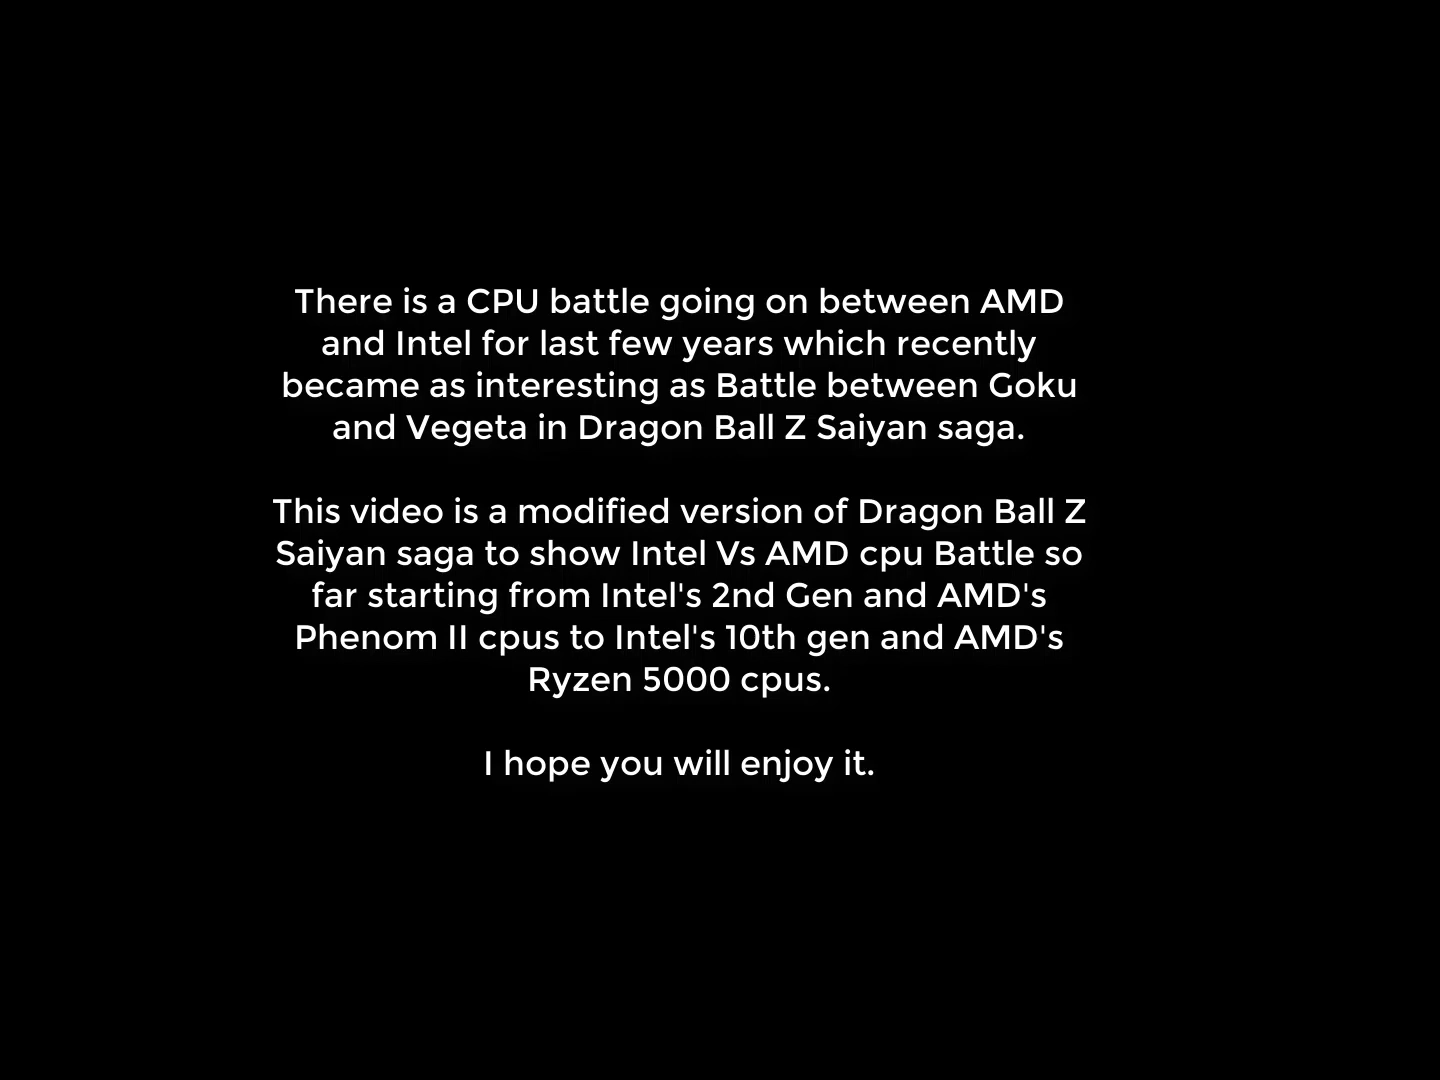 There is a CPU battle going on between AMD
and Intel for last few years which recently
became as interesting as Battle between Goku
and Vegeta in Dragon Ball Z Saiyan saga.
This video is a modified version of Dragon Ball Z
Saiyan saga to show Intel Vs AMD cpu Battle so
far starting from Intel's 2nd Gen and AMD's
Phenom II cpus to Intel's 10th gen and AMD's
Ryzen 5000 cpus.
I hope you will enjoy it.